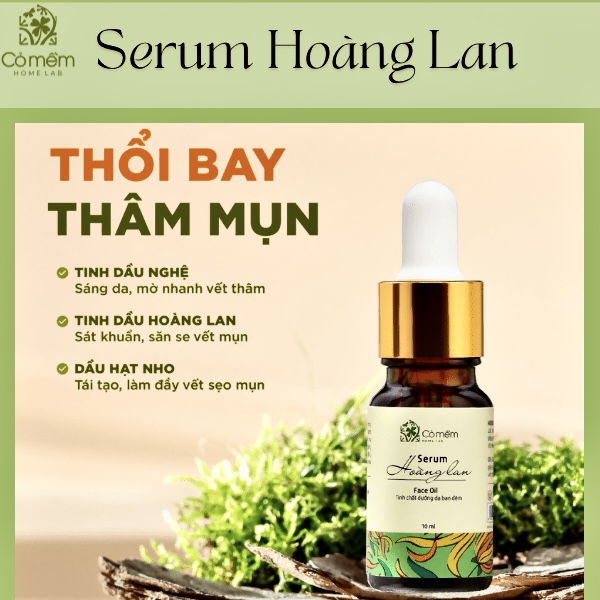 Cỏ mềm
HOME LAB
Serum Hoàng Lan
THỔI BAY
THÂM MỤN
TINH DẦU NGHỆ
Sáng da, mờ nhanh vết thâm
TINH DẦU HOÀNG LAN
Sát khuẩn, săn se vết mụn
DẦU HẠT NHO
Tái tạo, làm đầy vết sẹo mụn
Cỏ mềm
HOME LAB
Serum
Hoàng lan
Face Oil
Tinh chất dưỡng da ban đêm
10 ml